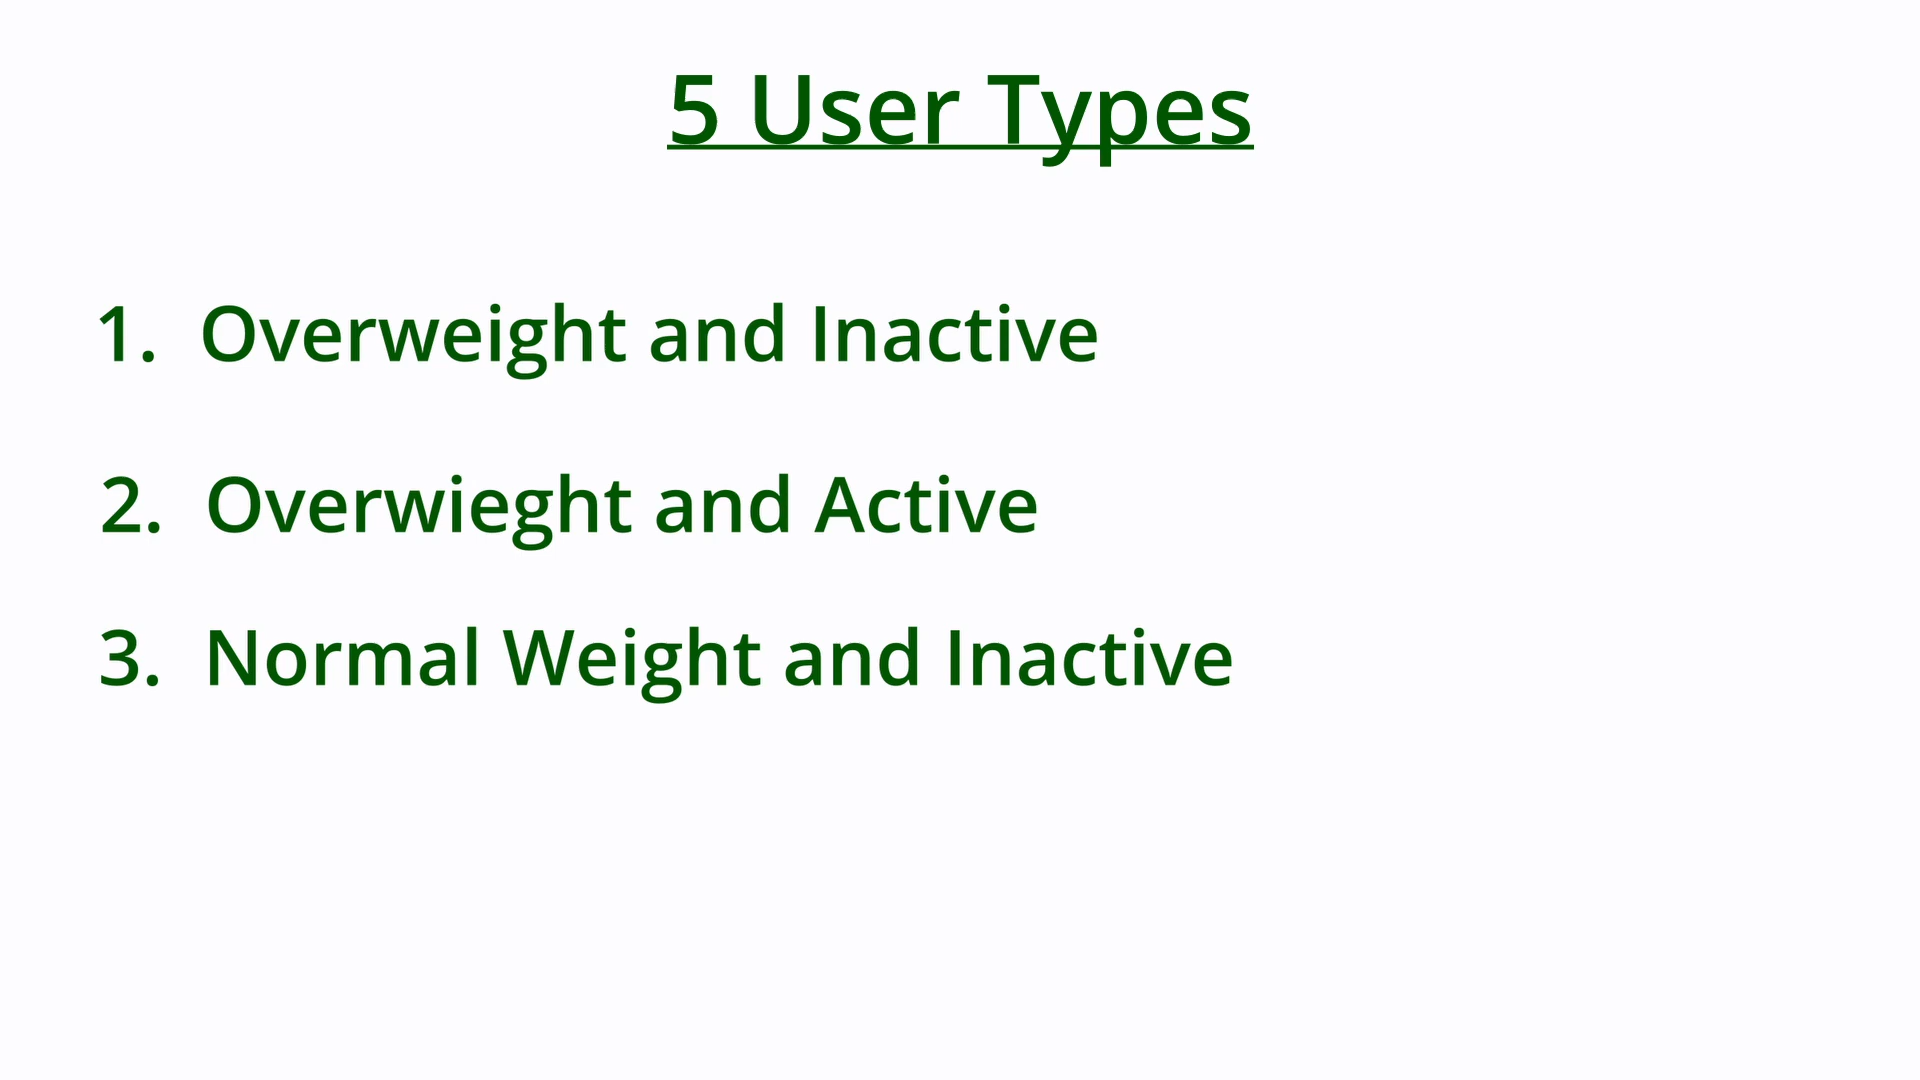 5 User Types
1. Overweight and Inactive
2. Overwieght and Active
3. Normal Weight and Inactive